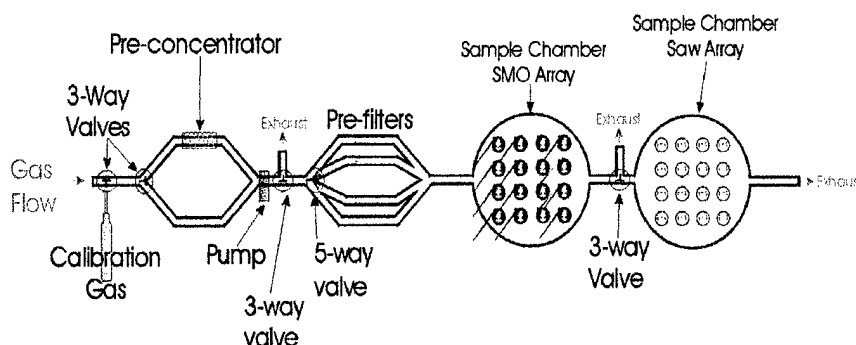 Pre-concentrator
3-Way
Valves
Gas
Flow
Calibration
Gas
Pump
Exhaust
3-way
valve
Pre-filters
5-way
valve
Sample Chamber
SMO Array
Exhaust
3-way
Valve
Sample Chamber
Saw Array
Exhaust